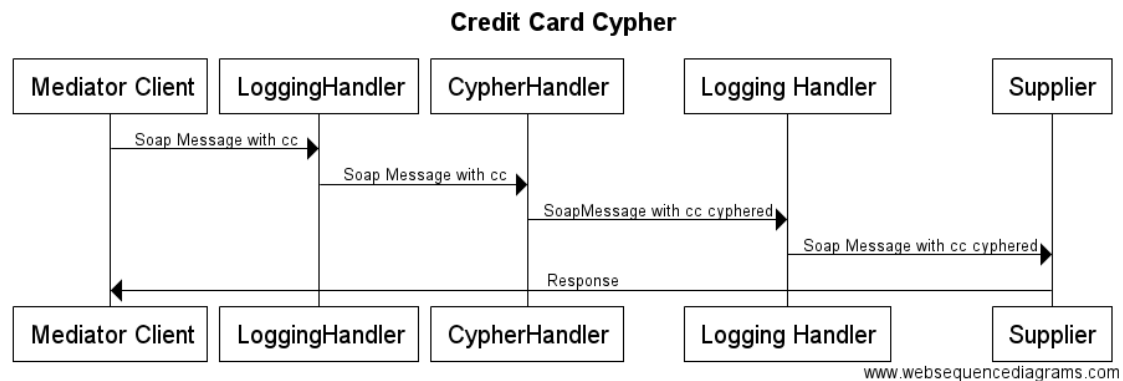 Credit Card Cypher
Mediator Client LoggingHandler CypherHandler Logging Handler Supplier
Soap Message with cc
Soap Message with cc
SoapMessage with cc cyphered
Soap Message with cc cyphered
Response
Mediator Client LoggingHandler CypherHandler Logging Handler Supplier
www.websequencediagrams.com